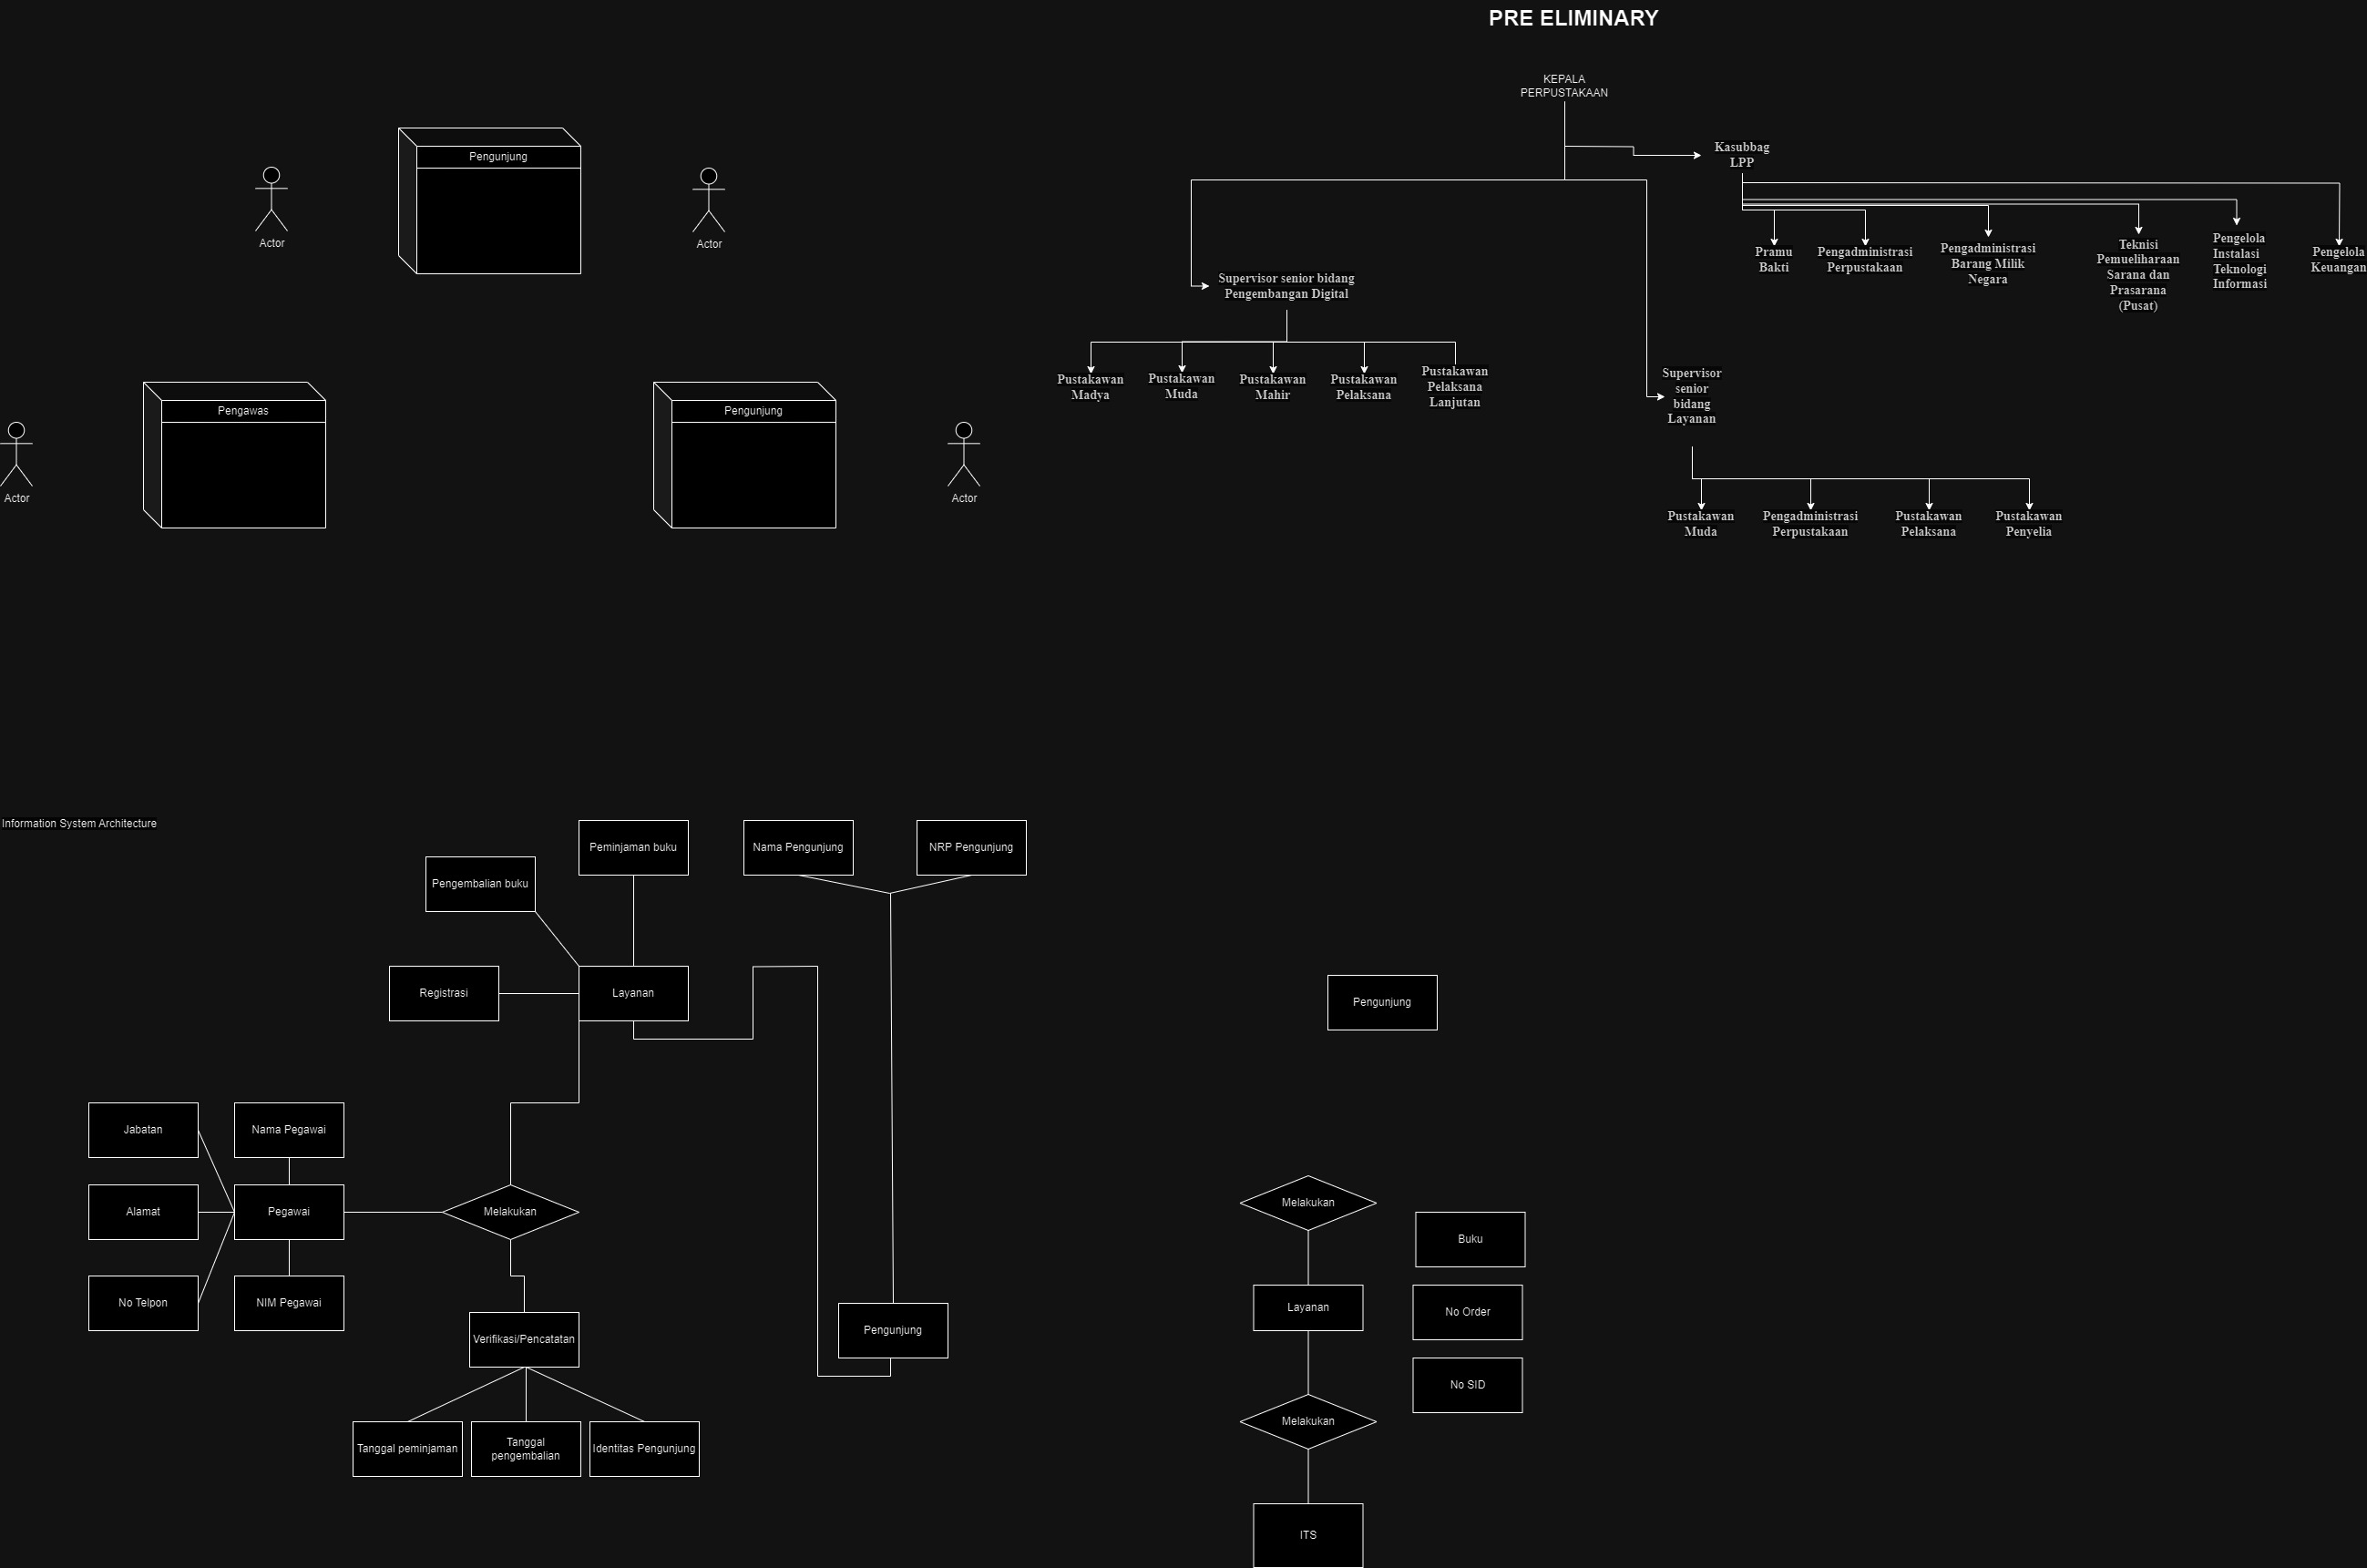 PRE ELIMINARY
KEPALA
PERPUSTAKAAN
Kasubbag
LPP
Pramu
Bakti
Pengadministrasi
Perpustakaan
Pengadministrasi
Barang Milik
Negara
Teknisi
Pemueliharaan
Sarana dan
Prasarana
(Pusat)
Pengelola
Instalasi
Teknologi
Informasi
Pengelola
Keuangan
Supervisor senior bidang
Pengembangan Digital
Pustakawan
Madya
Pustakawan
Muda
Pustakawan
Mahir
Pustakawan
Pelaksana
Pustakawan
Pelaksana
Lanjutan
Supervisor
senior
bidang
Layanan
Pustakawan
Muda
Pengadministrasi
Perpustakaan
Pustakawan
Pelaksana
Pustakawan
Penyelia
Pengunjung
Actor
Actor
Pengawas
Pengunjung
Actor
Actor
Information System Architecture
Peminjaman buku
Nama Pengunjung
NRP Pengunjung
Pengembalian buku
Registrasi
Layanan
Jabatan
Nama Pegawai
Alamat
Pegawai
Melakukan
No Telpon
NIM Pegawai
Verifikasi/Pencatatan
Pengunjung
Tanggal peminjaman
Tanggal
pengembalian
Identitas Pengunjung
Pengunjung
Melakukan
Buku
Layanan
No Order
No SID
Melakukan
ITS